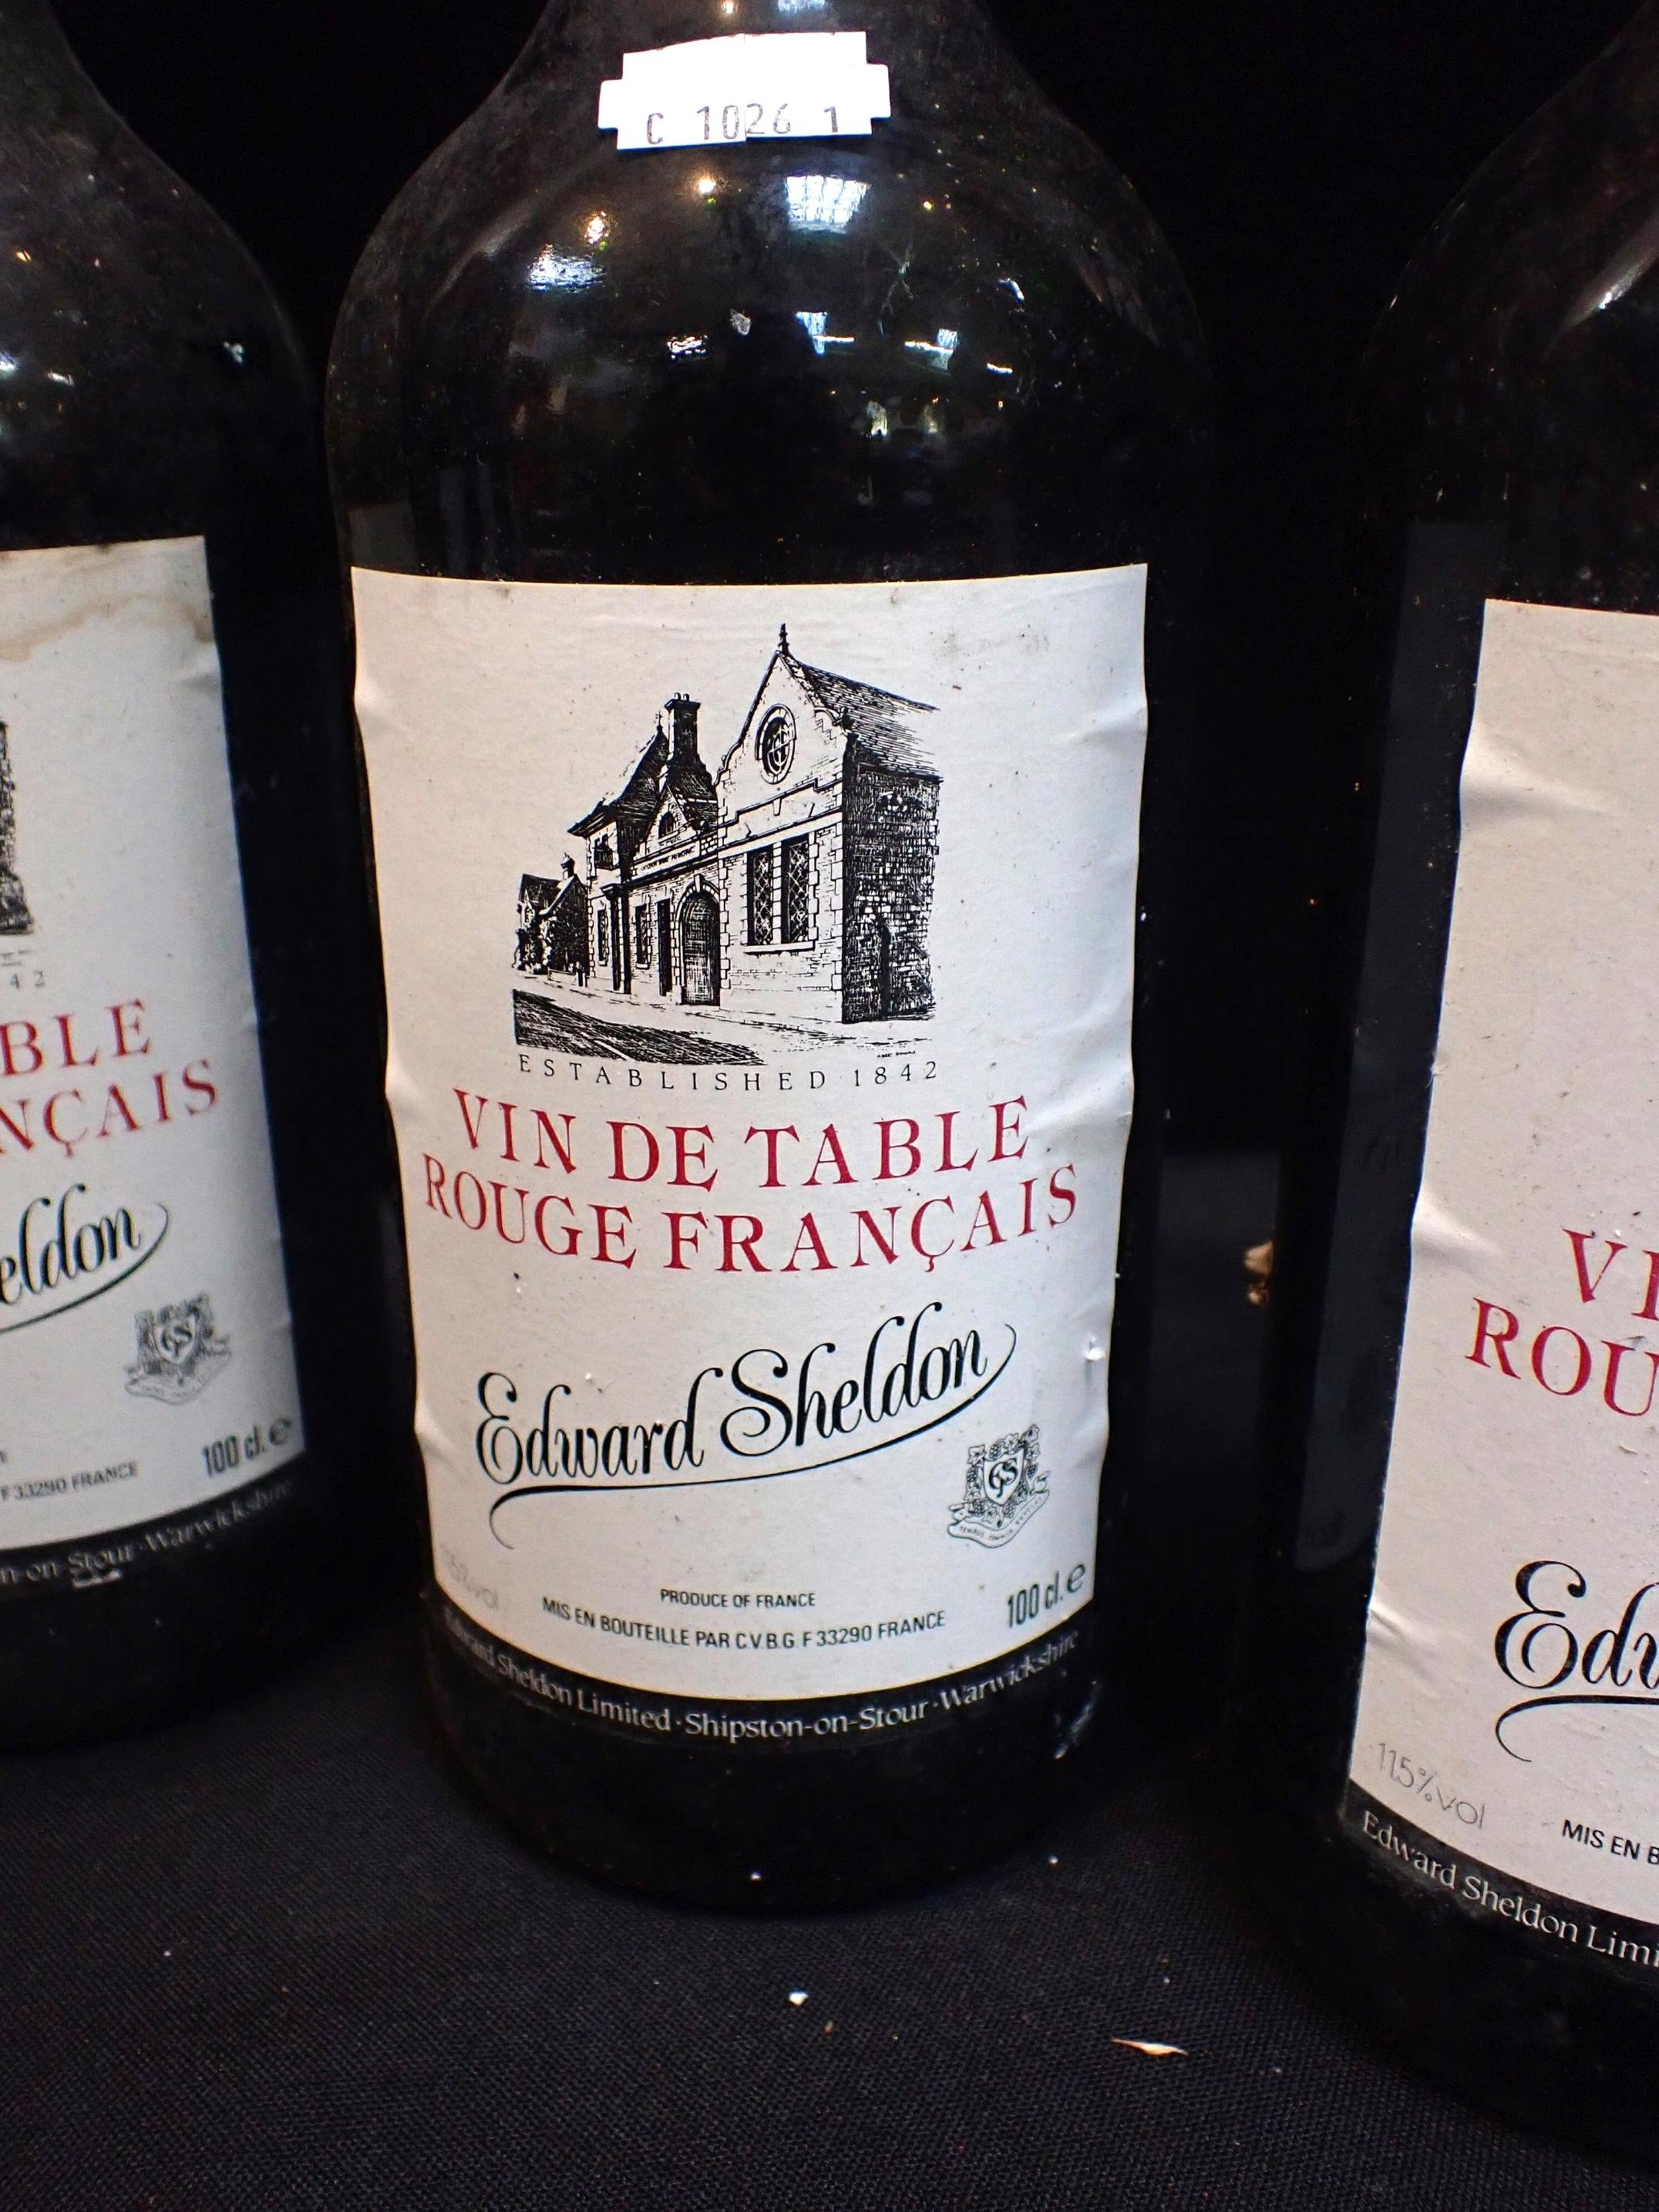 C 1026 1
ESTABLISHED 1842
VIN DE TABLE
ROUGE FRANÇAIS
Edward Sheldon
PRODUCE OF FRANCE
MIS EN BOUTEILLE PAR C.V.B.G. F 33290 FRANCE
100 cl. e
Edward Sheldon Limited · Shipston-on-Stour · Warwickshire
42
BLE
NÇAIS
eldon
100 cl. e
F 33290 FRANCE
n-on-Stour · Warwickshire
VI
ROU
Edw
11.5% vol
MIS EN B
Edward Sheldon Limi